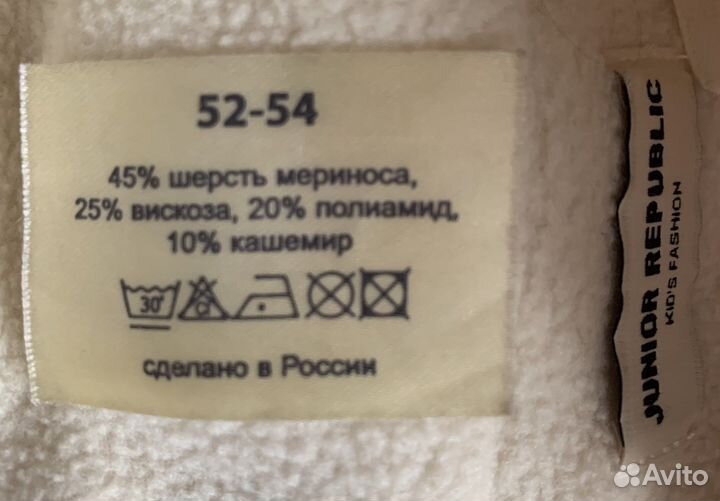 52-54
45% шерсть мериноса,
25% вискоза, 20% полиамид,
10% кашемир
30°
CL
сделано в России
JUNIOR REPUBLIC
KID'S FASHION
Avito